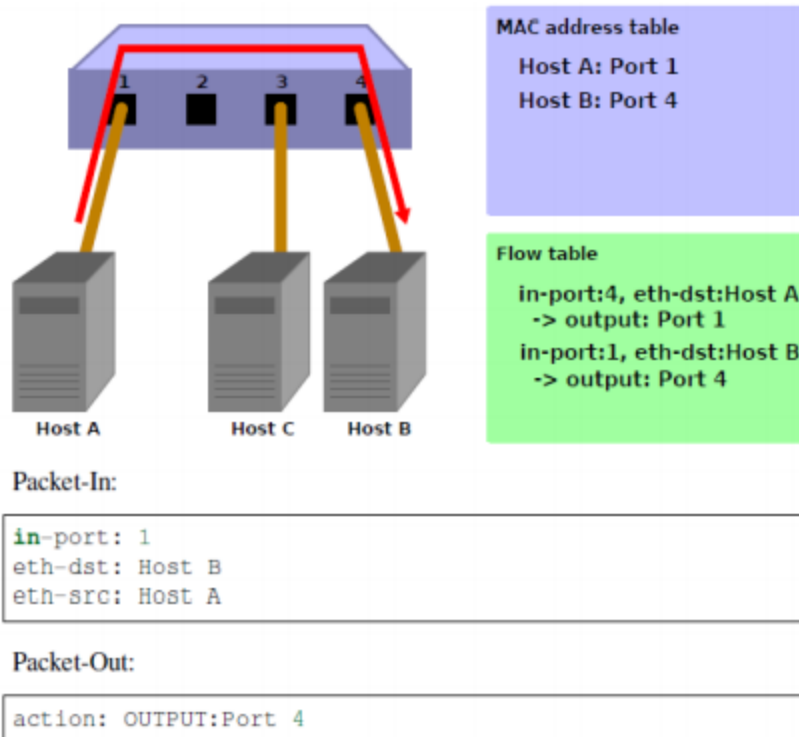 1 2 3 4
Host A
Host C
Host B
MAC address table
Host A: Port 1
Host B: Port 4
Flow table
in-port:4, eth-dst:Host A
-> output: Port 1
in-port:1, eth-dst:Host B
-> output: Port 4
Packet-In:
in-port: 1
eth-dst: Host B
eth-src: Host A
Packet-Out:
action: OUTPUT:Port 4